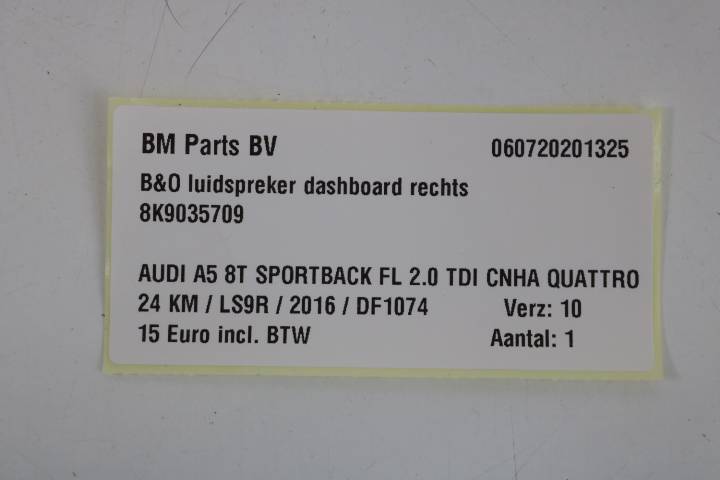 BM Parts BV 060720201325
B&O luidspreker dashboard rechts
8K9035709
AUDI A5 8T SPORTBACK FL 2.0 TDI CNHA QUATTRO
24 KM / LS9R / 2016 / DF1074 Verz: 10
15 Euro incl. BTW Aantal: 1